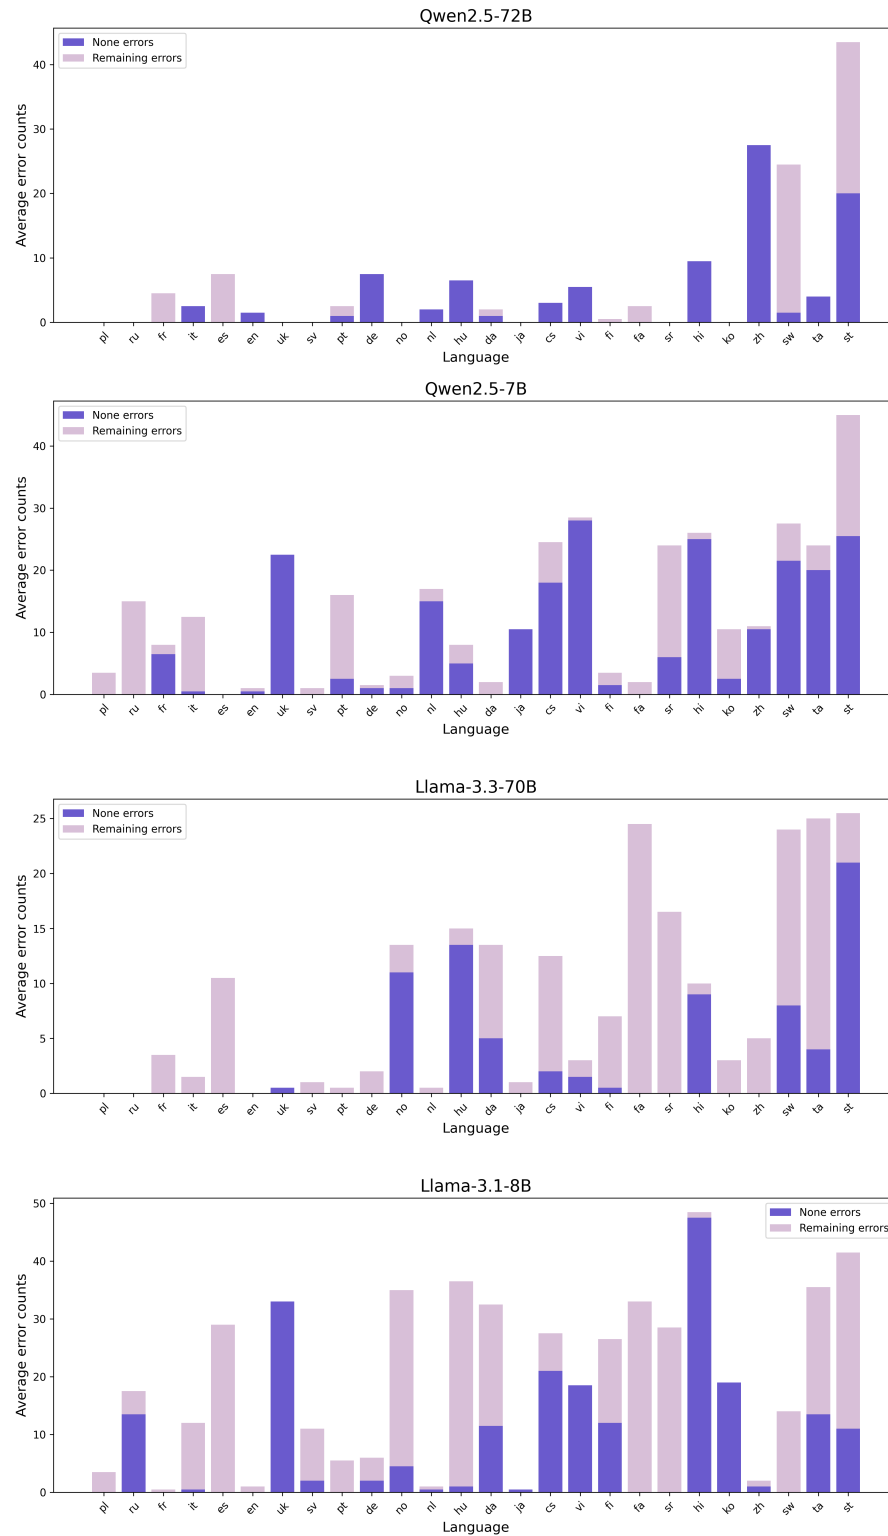 Qwen2.5-72B
None errors
Remaining errors
Average error counts
40
30
20
10
0
pl ru fr it es en uk sv pt de no nl hu da ja cs vi fi fa sr hi ko zh sw ta st
Language
Qwen2.5-7B
None errors
Remaining errors
Average error counts
40
30
20
10
0
pl ru fr it es en uk sv pt de no nl hu da ja cs vi fi fa sr hi ko zh sw ta st
Language
Llama-3.3-70B
None errors
Remaining errors
Average error counts
25
20
15
10
5
0
pl ru fr it es en uk sv pt de no nl hu da ja cs vi fi fa sr hi ko zh sw ta st
Language
Llama-3.1-8B
None errors
Remaining errors
Average error counts
50
40
30
20
10
0
pl ru fr it es en uk sv pt de no nl hu da ja cs vi fi fa sr hi ko zh sw ta st
Language